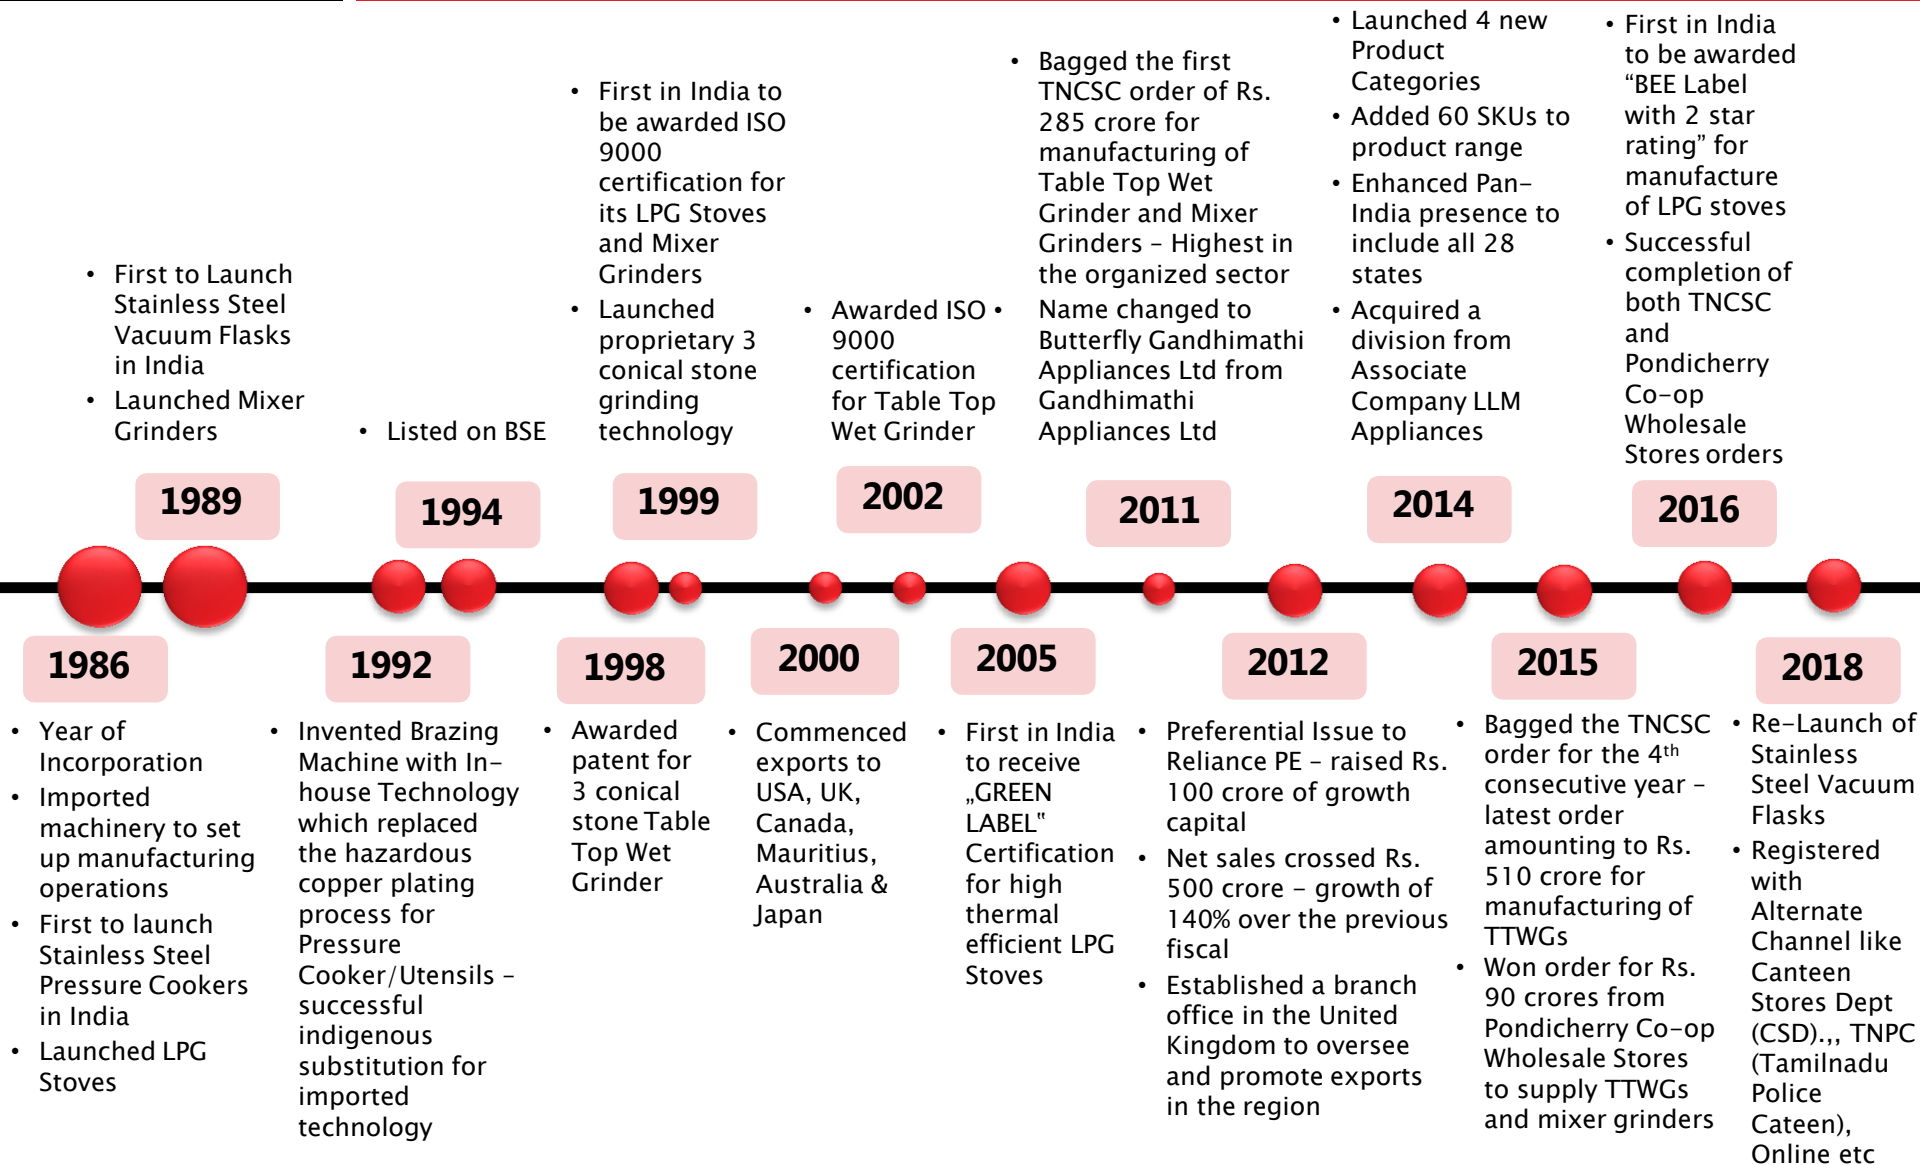 • First to Launch
Stainless Steel
Vacuum Flasks
in India
• Launched Mixer
Grinders
1989
• Listed on BSE
1994
• First in India to
be awarded ISO
9000
certification for
its LPG Stoves
and Mixer
Grinders
• Launched
proprietary 3
conical stone
grinding
technology
1999
• Awarded ISO
9000
certification
for Table Top
Wet Grinder
2002
• Bagged the first
TNCSC order of Rs.
285 crore for
manufacturing of
Table Top Wet
Grinder and Mixer
Grinders – Highest in
the organized sector
• Name changed to
Butterfly Gandhimathi
Appliances Ltd from
Gandhimathi
Appliances Ltd
2011
• Launched 4 new
Product
Categories
• Added 60 SKUs to
product range
• Enhanced Pan-
India presence to
include all 28
states
• Acquired a
division from
Associate
Company LLM
Appliances
2014
• First in India
to be awarded
“BEE Label
with 2 star
rating” for
manufacture
of LPG stoves
• Successful
completion of
both TNCSC
and
Pondicherry
Co-op
Wholesale
Stores orders
2016
1986
• Year of
Incorporation
• Imported
machinery to set
up manufacturing
operations
• First to launch
Stainless Steel
Pressure Cookers
in India
• Launched LPG
Stoves
1992
• Invented Brazing
Machine with In-
house Technology
which replaced
the hazardous
copper plating
process for
Pressure
Cooker/Utensils –
successful
indigenous
substitution for
imported
technology
1998
• Awarded
patent for
3 conical
stone Table
Top Wet
Grinder
2000
• Commenced
exports to
USA, UK,
Canada,
Mauritius,
Australia &
Japan
2005
• First in India
to receive
„GREEN
LABEL‟
Certification
for high
thermal
efficient LPG
Stoves
2012
• Preferential Issue to
Reliance PE – raised Rs.
100 crore of growth
capital
• Net sales crossed Rs.
500 crore – growth of
140% over the previous
fiscal
• Established a branch
office in the United
Kingdom to oversee
and promote exports
in the region
2015
• Bagged the TNCSC
order for the 4th
consecutive year –
latest order
amounting to Rs.
510 crore for
manufacturing of
TTWGs
• Won order for Rs.
90 crores from
Pondicherry Co-op
Wholesale Stores
to supply TTWGs
and mixer grinders
2018
• Re-Launch of
Stainless
Steel Vacuum
Flasks
• Registered
with
Alternate
Channel like
Canteen
Stores Dept
(CSD).,, TNPC
(Tamilnadu
Police
Cateen),
Online etc